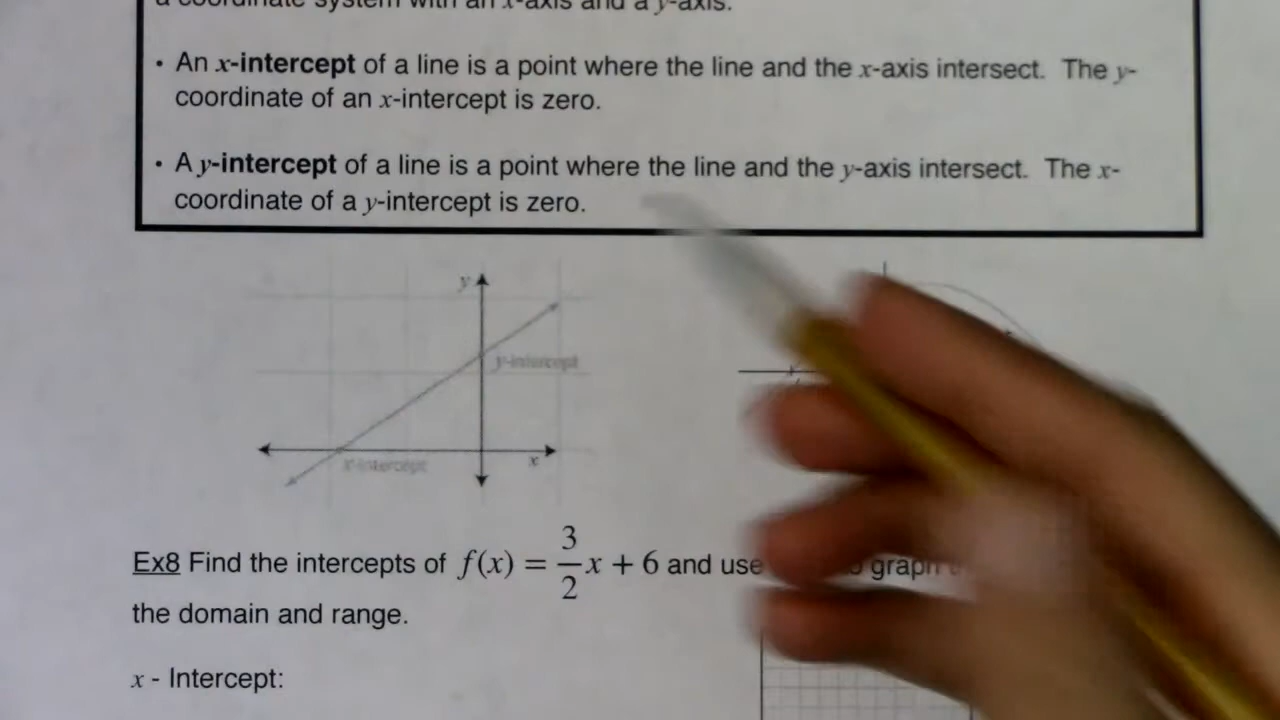 a coordinate system with an x-axis and a y-axis.
• An x-intercept of a line is a point where the line and the x-axis intersect. The y-
coordinate of an x-intercept is zero.
• A y-intercept of a line is a point where the line and the y-axis intersect. The x-
coordinate of a y-intercept is zero.
y
y-intercept
x-intercept
x
Ex8 Find the intercepts of f(x) = 3/2 x + 6 and use graph
the domain and range.
x - Intercept: